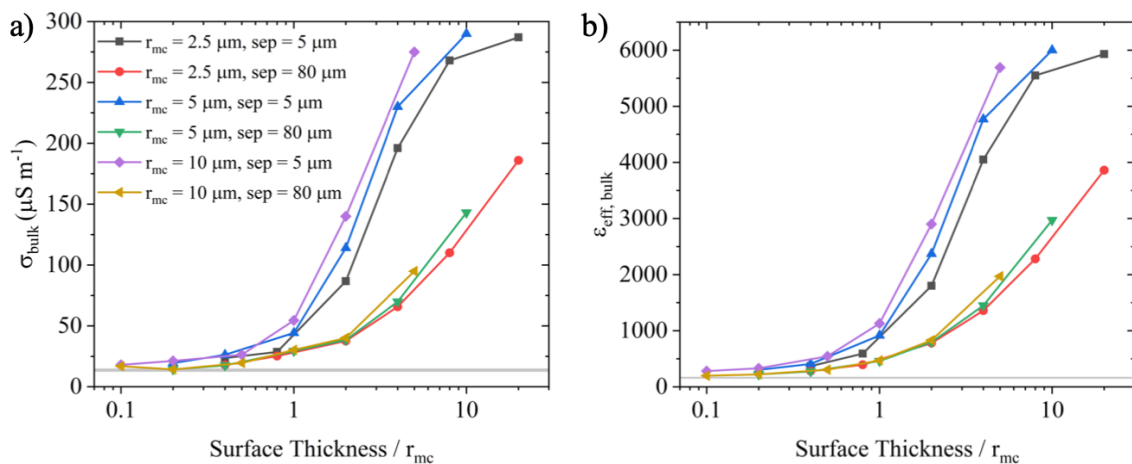 a)
300
250
200
150
100
50
0
σbulk (μS m-1)
rmc = 2.5 μm, sep = 5 μm
rmc = 2.5 μm, sep = 80 μm
rmc = 5 μm, sep = 5 μm
rmc = 5 μm, sep = 80 μm
rmc = 10 μm, sep = 5 μm
rmc = 10 μm, sep = 80 μm
0.1 1 10
Surface Thickness / rmc
b)
6000
5000
4000
3000
2000
1000
0
εeff, bulk
0.1 1 10
Surface Thickness / rmc